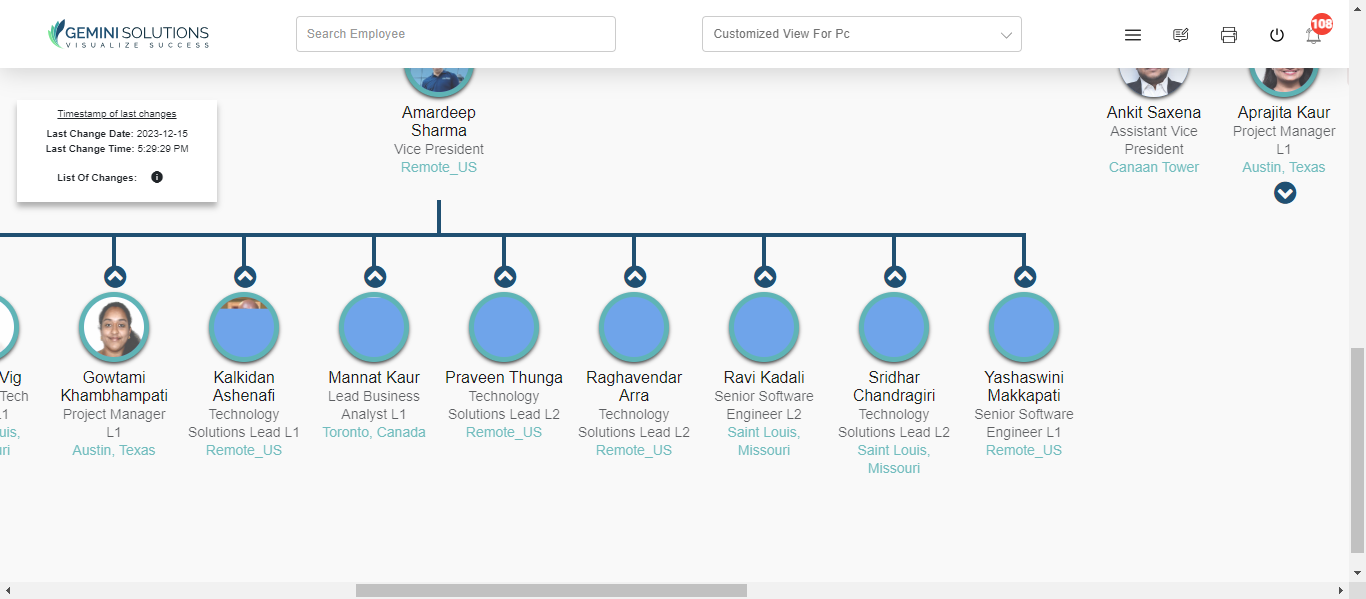 GEMINI SOLUTIONS
VISUALIZE SUCCESS
Search Employee
Customized View For Pc
108
Timestamp of last changes
Last Change Date: 2023-12-15
Last Change Time: 5:29:29 PM
List Of Changes:
Amardeep
Sharma
Vice President
Remote_US
Ankit Saxena
Assistant Vice
President
Canaan Tower
Aprajita Kaur
Project Manager
L1
Austin, Texas
Vig
Tech
Gowtami
Khambhampati
Project Manager
L1
Austin, Texas
Kalkidan
Ashenafi
Technology
Solutions Lead L1
Remote_US
Mannat Kaur
Lead Business
Analyst L1
Toronto, Canada
Praveen Thunga
Technology
Solutions Lead L2
Remote_US
Raghavendar
Arra
Technology
Solutions Lead L2
Remote_US
Ravi Kadali
Senior Software
Engineer L2
Saint Louis,
Missouri
Sridhar
Chandragiri
Technology
Solutions Lead L2
Saint Louis,
Missouri
Yashaswini
Makkapati
Senior Software
Engineer L1
Remote_US